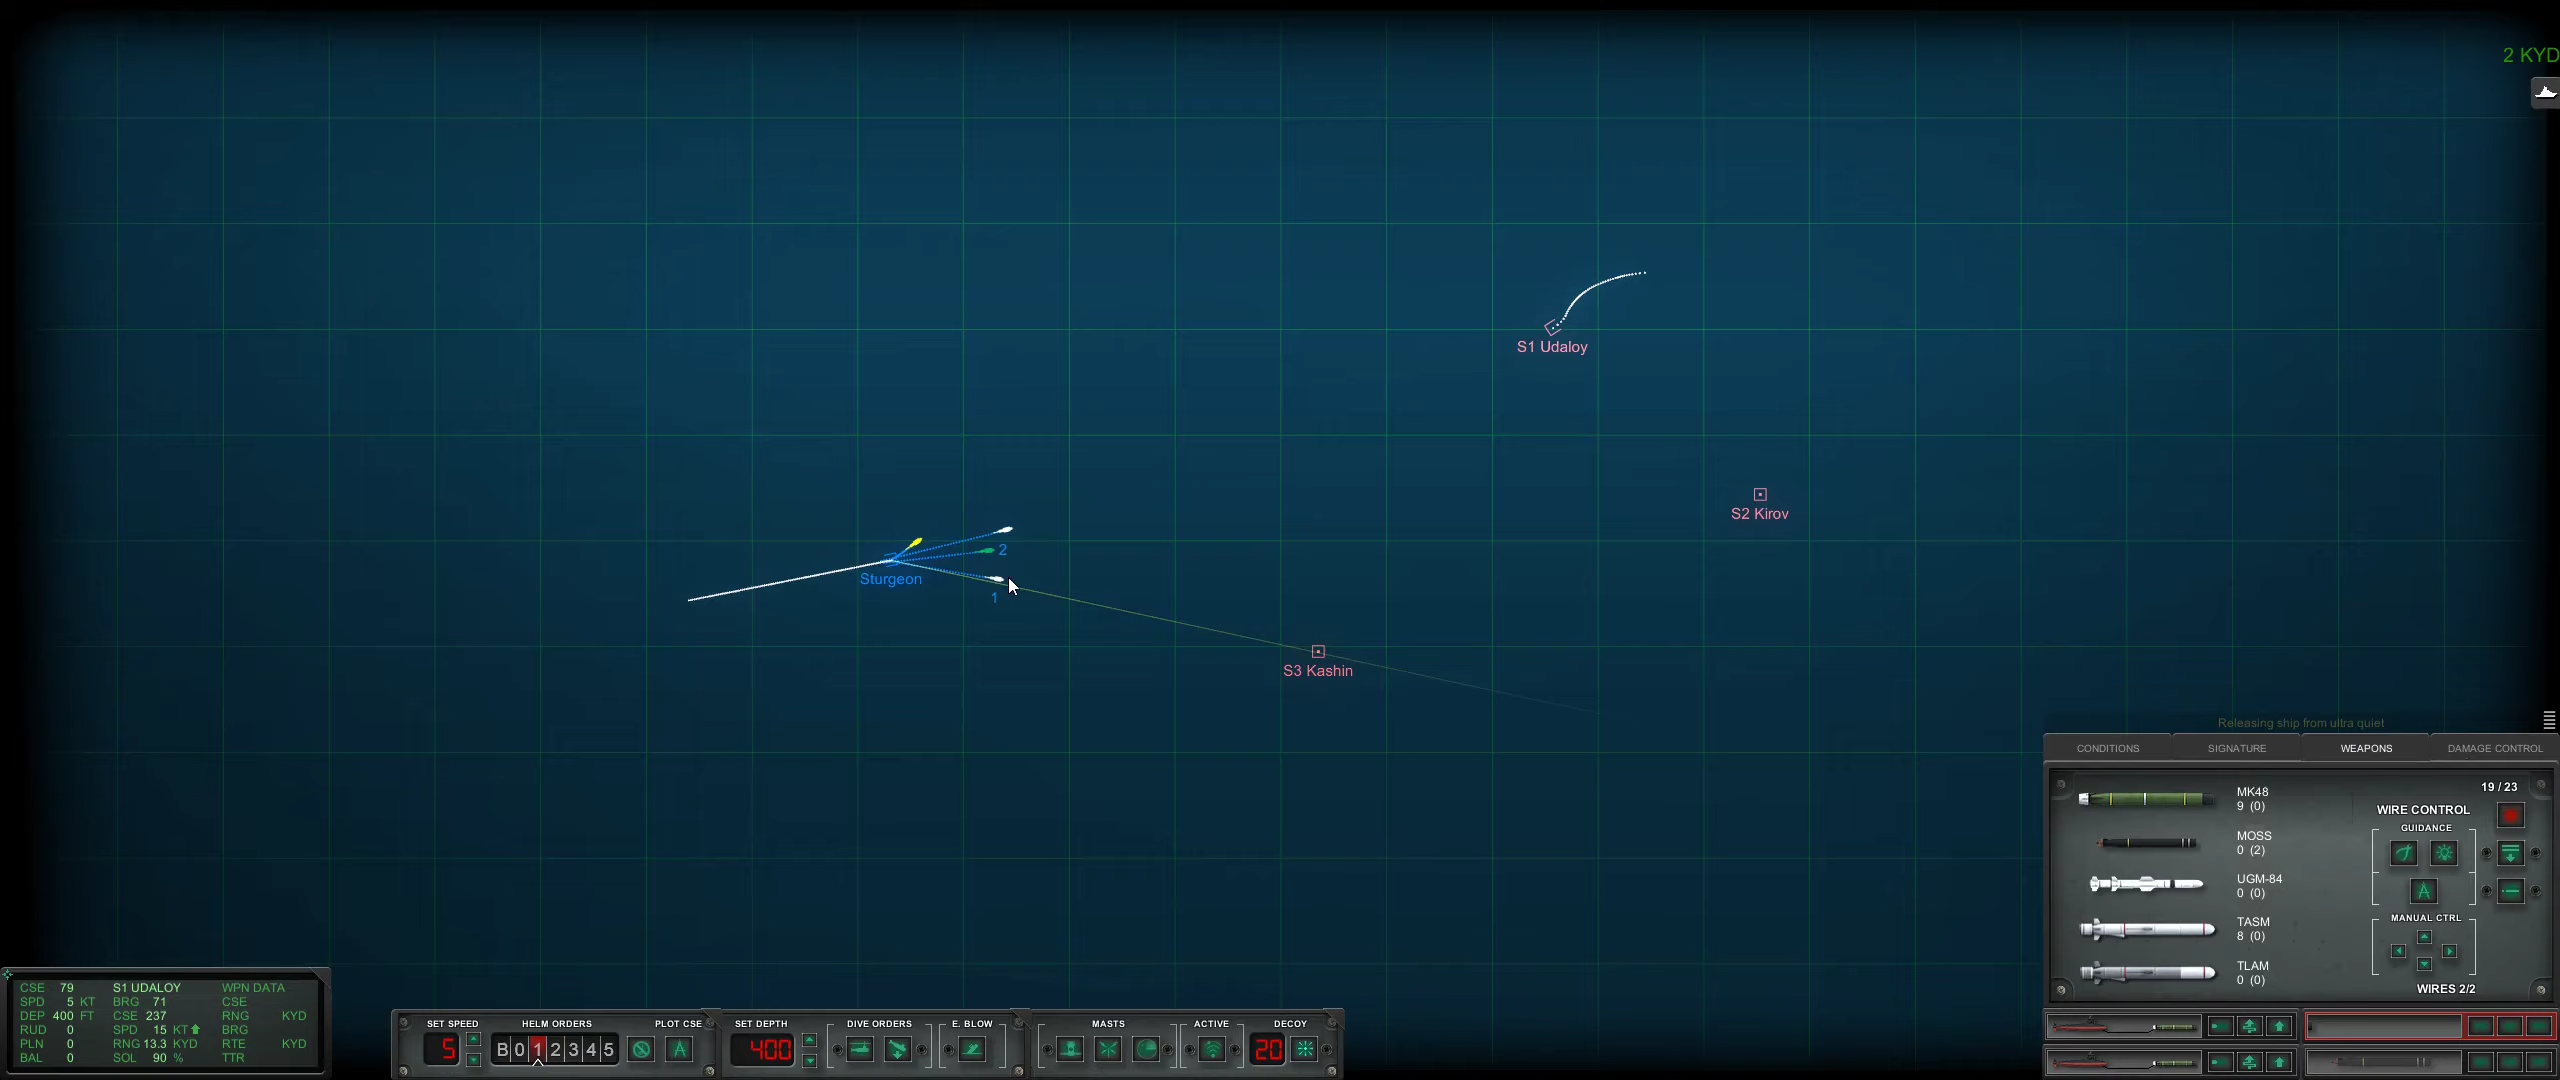 2 KYD
S1 Udaloy
S2 Kirov
2
Sturgeon
1
S3 Kashin
Releasing ship from ultra quiet
CONDITIONS SIGNATURE WEAPONS DAMAGE CONTROL
19 / 23
MK48
9 (0)
WIRE CONTROL
GUIDANCE
MOSS
0 (2)
UGM-84
0 (0)
MANUAL CTRL
TASM
8 (0)
TLAM
0 (0)
WIRES 2/2
CSE 79 S1 UDALOY WPN DATA
SPD 5 KT BRG 71 CSE
DEP 400 FT CSE 237 RNG KYD
RUD 0 SPD 15 KT BRG
PLN 0 RNG 13.3 KYD RTE KYD
BAL 0 SOL 90 % TTR
SET SPEED HELM ORDERS PLOT CSE SET DEPTH DIVE ORDERS E. BLOW MASTS ACTIVE DECOY
5 B 0 1 2 3 4 5 400 20